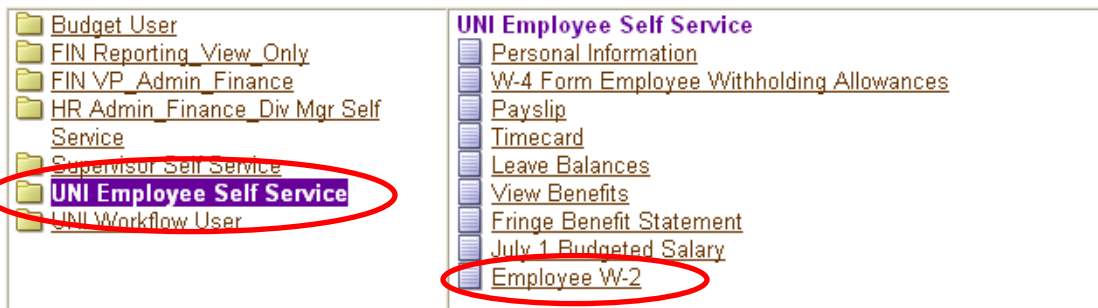 Budget User
FIN Reporting_View_Only
FIN VP_Admin_Finance
HR Admin_Finance_Div Mgr Self
Service
Supervisor Self Service
UNI Employee Self Service
UNI Workflow User
UNI Employee Self Service
Personal Information
W-4 Form Employee Withholding Allowances
Payslip
Timecard
Leave Balances
View Benefits
Fringe Benefit Statement
July 1 Budgeted Salary
Employee W-2